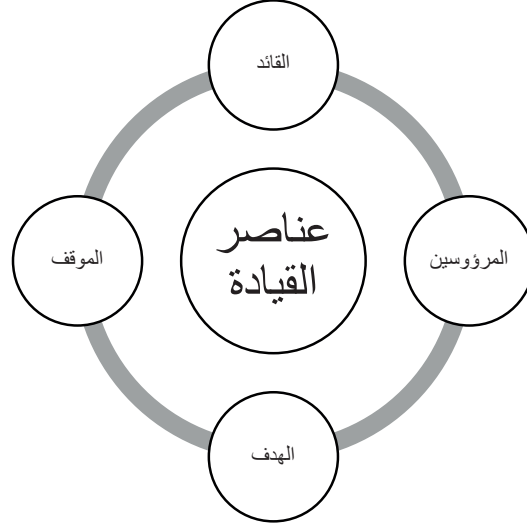 القائد
عناصر
القيادة
المرؤوسين
الموقف
الهدف